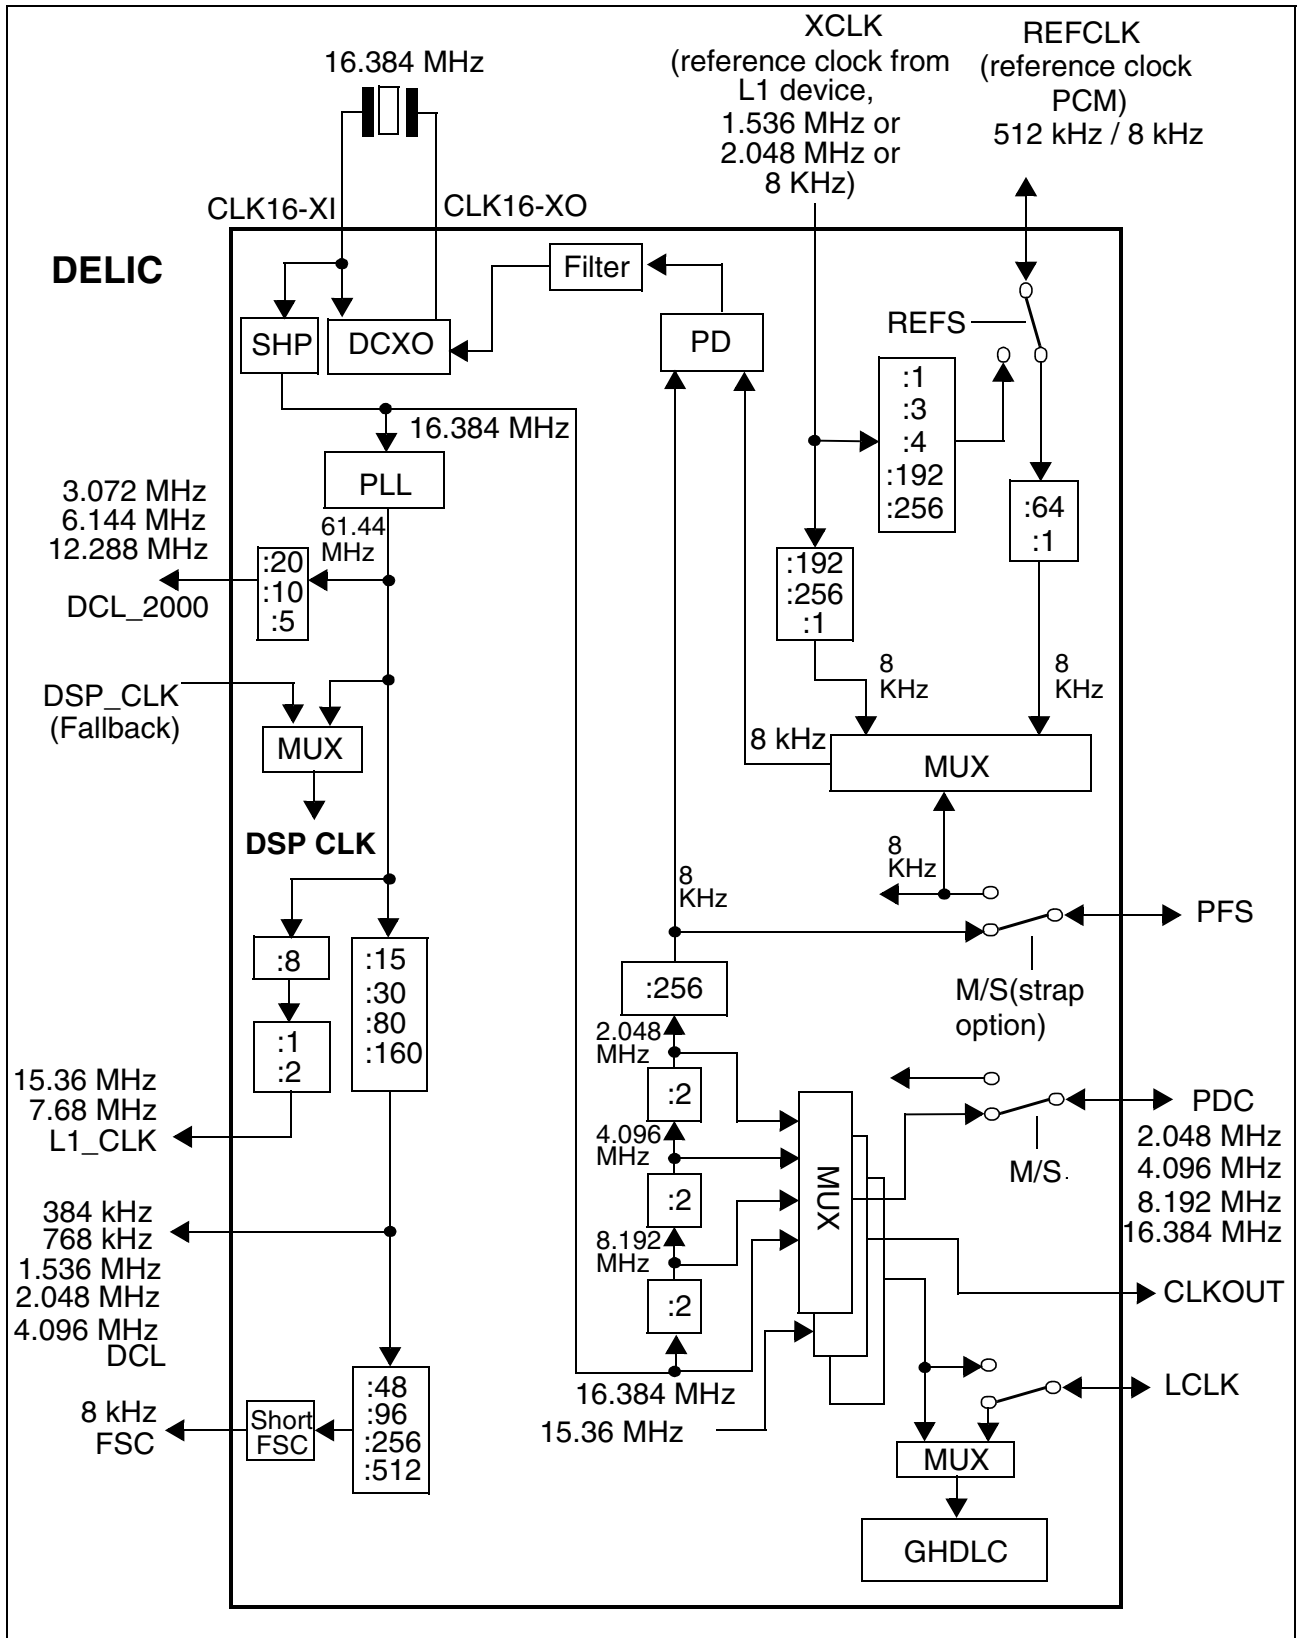 16.384 MHz
XCLK
(reference clock from
L1 device,
1.536 MHz or
2.048 MHz or
8 KHz)
REFCLK
(reference clock
PCM)
512 kHz / 8 kHz
CLK16-XI
CLK16-XO
DELIC
Filter
SHP
DCXO
PD
REFS
:1
:3
:4
:192
:256
16.384 MHz
PLL
:64
:1
3.072 MHz
6.144 MHz
12.288 MHz
DCL_2000
61.44
MHz
:20
:10
:5
:192
:256
:1
8
KHz
8
KHz
DSP_CLK
(Fallback)
MUX
8 kHz
MUX
DSP CLK
8
KHz
8
KHz
PFS
:8
:15
:30
:80
:160
:256
M/S(strap
option)
:1
:2
2.048
MHz
:2
15.36 MHz
7.68 MHz
L1_CLK
4.096
MHz
MUX
PDC
2.048 MHz
4.096 MHz
8.192 MHz
16.384 MHz
M/S.
:2
384 kHz
768 kHz
1.536 MHz
2.048 MHz
4.096 MHz
DCL
8.192
MHz
:2
CLKOUT
8 kHz
FSC
Short
FSC
:48
:96
:256
:512
16.384 MHz
15.36 MHz
LCLK
MUX
GHDLC